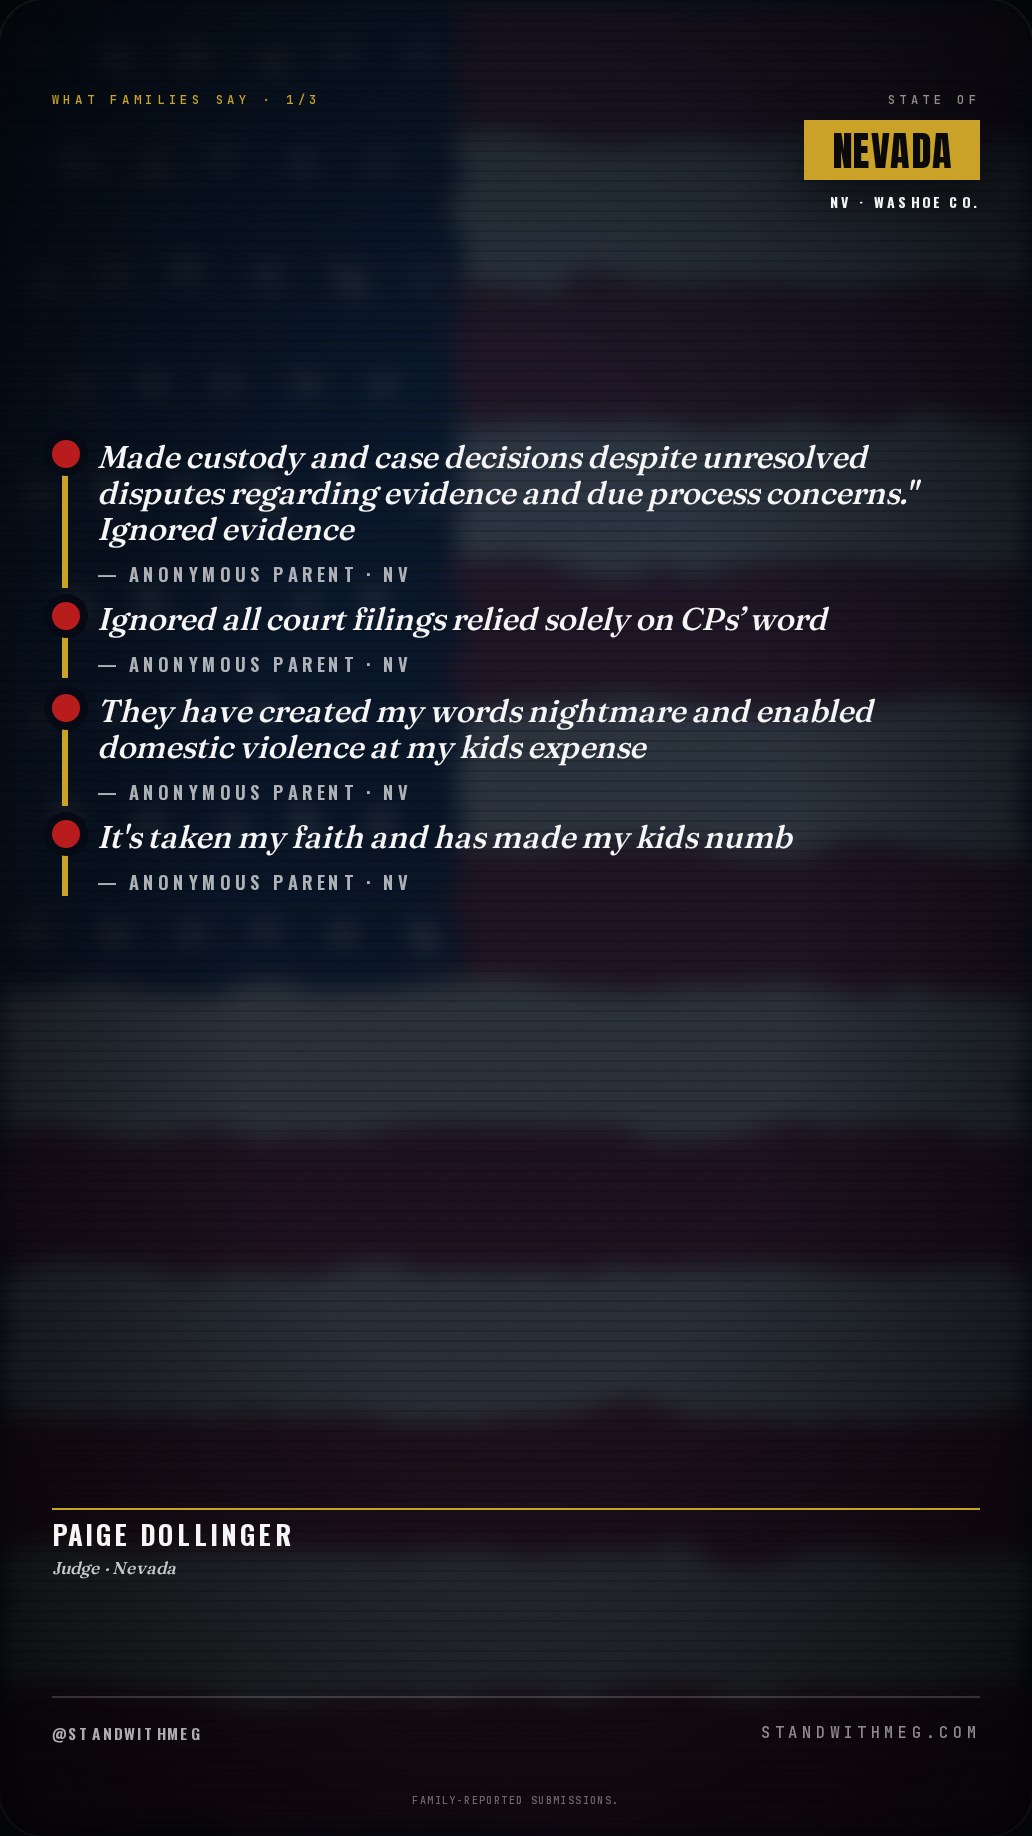 WHAT FAMILIES SAY · 1/3
STATE OF
NEVADA
NV · WASHOE CO.
Made custody and case decisions despite unresolved
disputes regarding evidence and due process concerns."
Ignored evidence
— ANONYMOUS PARENT · NV
Ignored all court filings relied solely on CPs’ word
— ANONYMOUS PARENT · NV
They have created my words nightmare and enabled
domestic violence at my kids expense
— ANONYMOUS PARENT · NV
It's taken my faith and has made my kids numb
— ANONYMOUS PARENT · NV
PAIGE DOLLINGER
Judge · Nevada
@STANDWITHMEG
STANDWITHMEG.COM
FAMILY-REPORTED SUBMISSIONS.